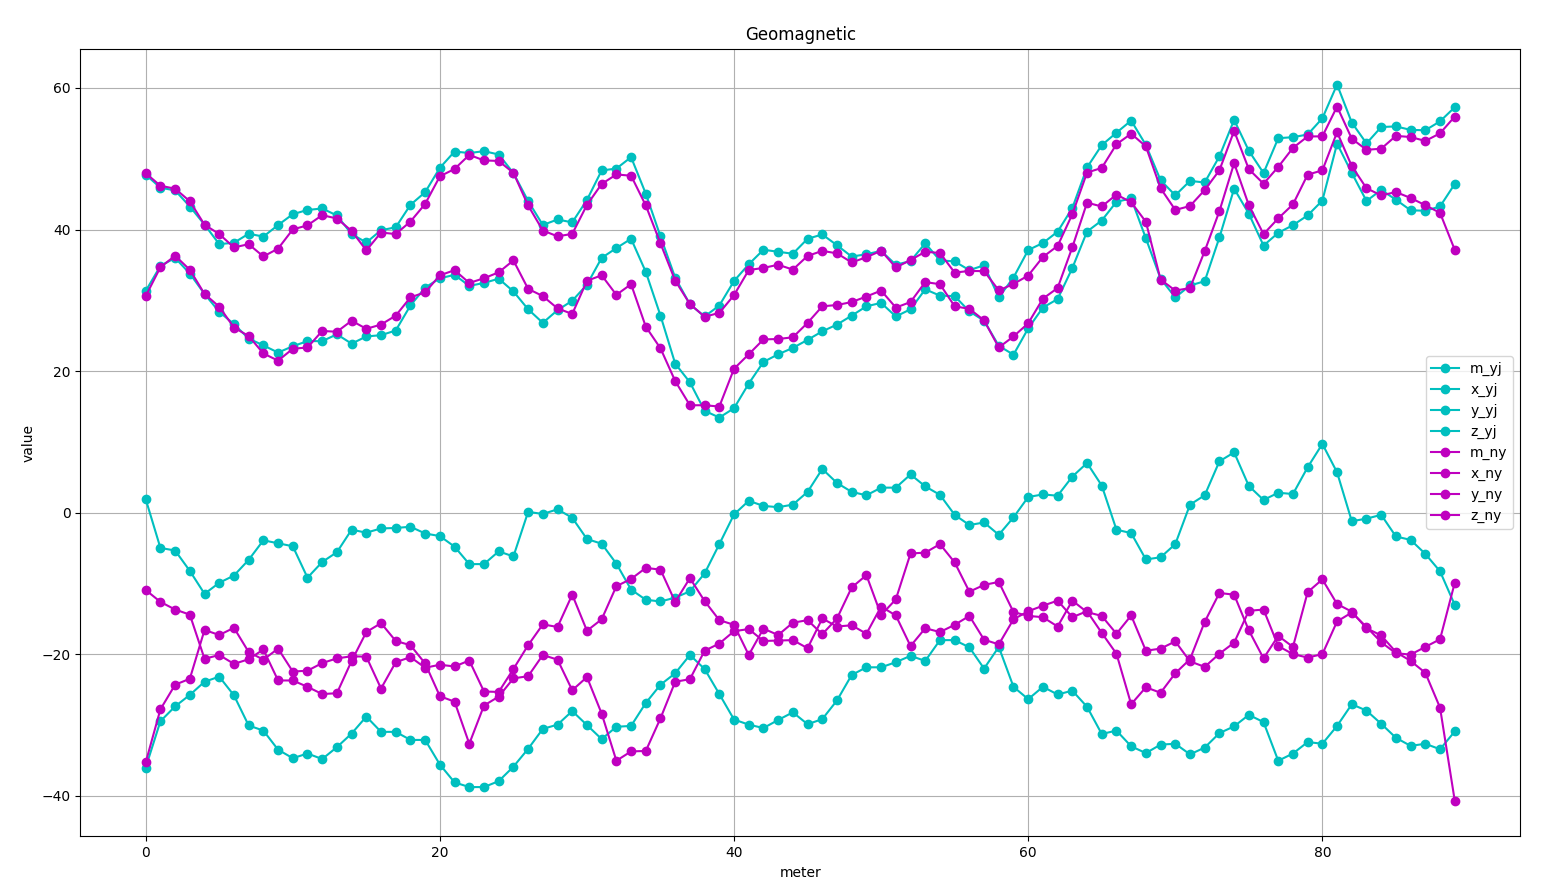 Geomagnetic
60
40
20
0
−20
−40
value
0 20 40 60 80
meter
m_yj
x_yj
y_yj
z_yj
m_ny
x_ny
y_ny
z_ny